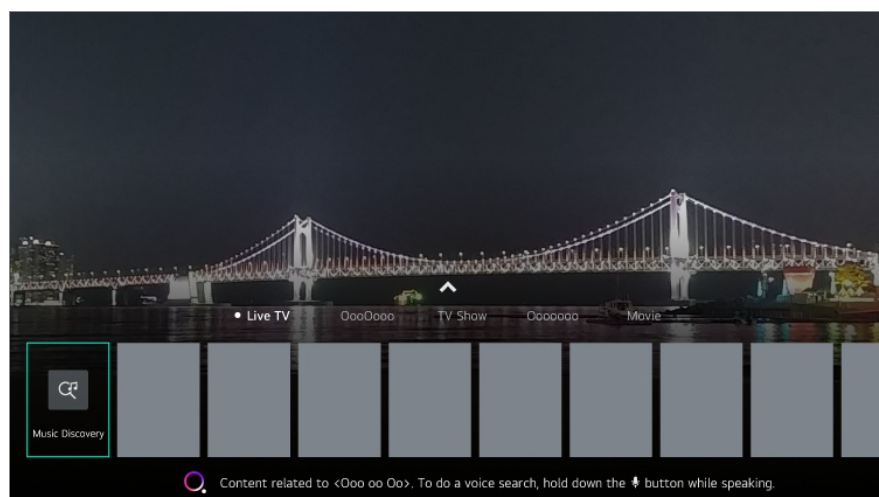 Live TV OooOooo TV Show Ooooooo Movie
Music Discovery
Content related to <Ooo oo Oo>. To do a voice search, hold down the button while speaking.